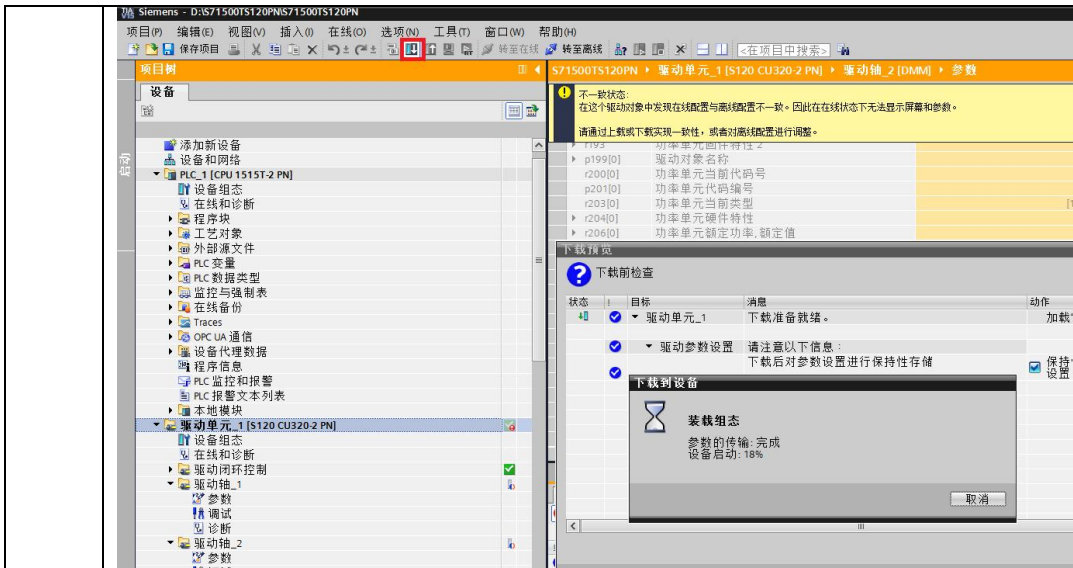 Siemens - D:\S71500TS120PN\S71500TS120PN
项目(P) 编辑(E) 视图(V) 插入(I) 在线(O) 选项(N) 工具(T) 窗口(W) 帮助(H)
保存项目 转至在线 转至离线 <在项目中搜索>
项目树
S71500TS120PN ▸ 驱动单元_1 [S120 CU320-2 PN] ▸ 驱动轴_2 [DMM] ▸ 参数
设备
启动
不一致状态:
在这个驱动对象中发现在线配置与离线配置不一致。因此在在线状态下无法显示屏幕和参数。
请通过上载或下载实现一致性，或者对离线配置进行调整。
添加新设备
设备和网络
PLC_1 [CPU 1515T-2 PN]
设备组态
在线和诊断
程序块
工艺对象
外部源文件
PLC 变量
PLC 数据类型
监控与强制表
在线备份
Traces
OPC UA 通信
设备代理数据
程序信息
PLC 监控和报警
PLC 报警文本列表
本地模块
驱动单元_1 [S120 CU320-2 PN]
设备组态
在线和诊断
驱动闭环控制
驱动轴_1
参数
调试
诊断
驱动轴_2
参数
r193 功率单元固件特性 2
p199[0] 驱动对象名称
r200[0] 功率单元当前代码号
p201[0] 功率单元代码编号
r203[0] 功率单元当前类型
r204[0] 功率单元硬件特性
r206[0] 功率单元额定功率,额定值
下载预览
下载前检查
状态 ! 目标 消息 动作
驱动单元_1 下载准备就绪。 加载
驱动参数设置 请注意以下信息：
下载后对参数设置进行保持性存储 保持
设置
下载到设备
装载组态
参数的传输: 完成
设备启动: 18%
取消